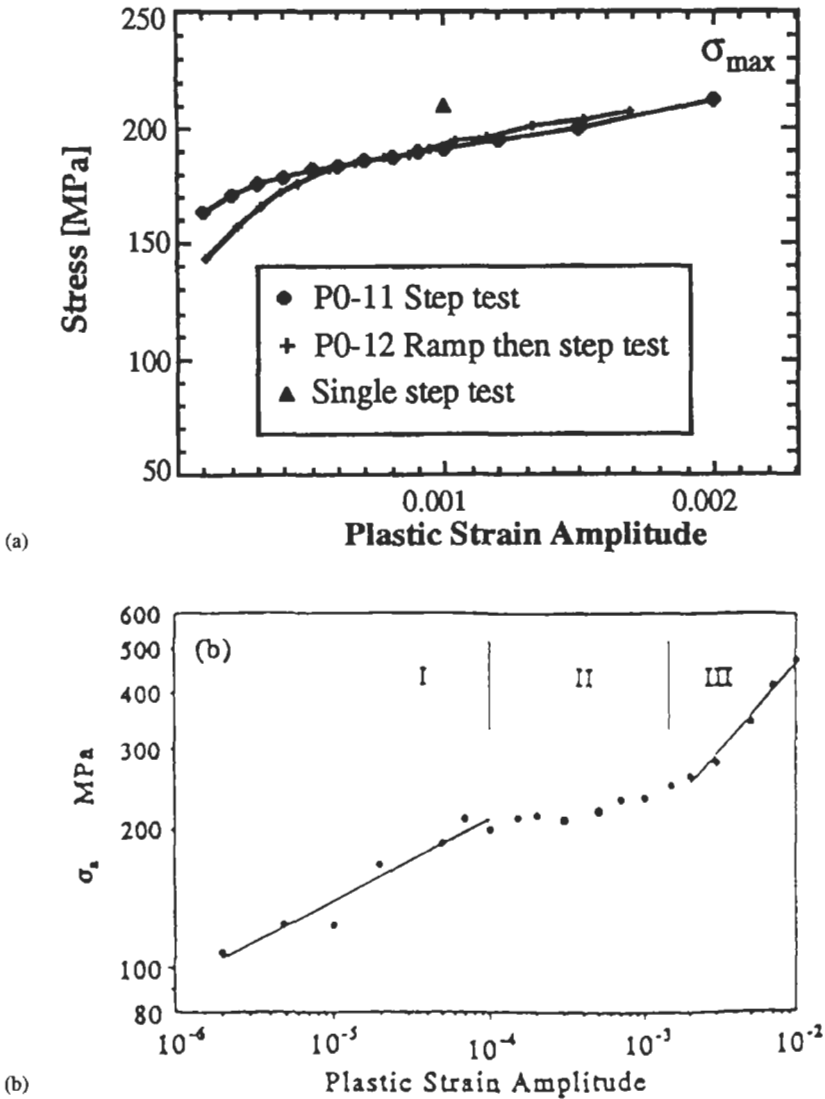 250
σmax
200
Stress [MPa]
150
● P0-11 Step test
+ P0-12 Ramp then step test
▲ Single step test
100
50
0.001
0.002
Plastic Strain Amplitude
(a)
600
(b)
500
I
II
III
400
300
σa MPa
200
100
80
10-6
10-5
10-4
10-3
10-2
Plastic Strain Amplitude
(b)